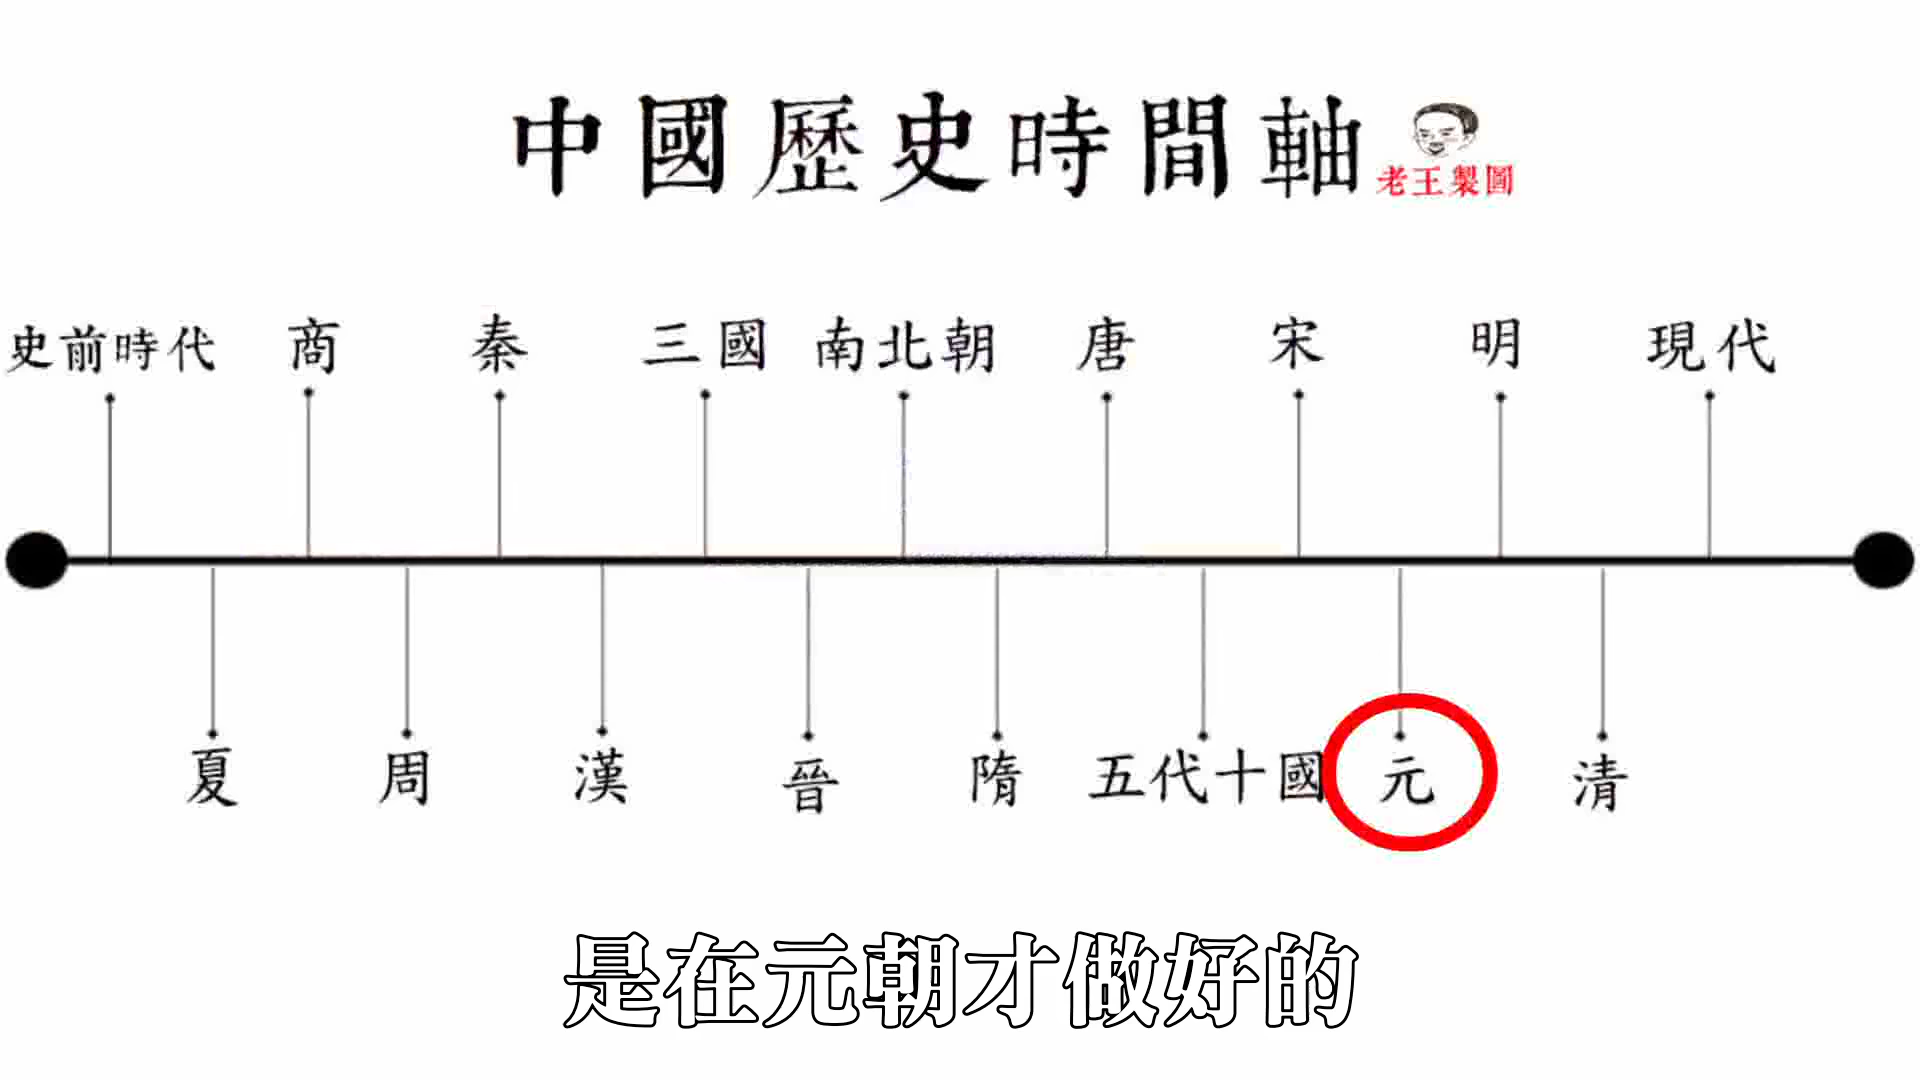 中國歷史時間軸
老王製圖
史前時代 商 秦 三國 南北朝 唐 宋 明 現代
夏 周 漢 晉 隋 五代十國 元 清
是在元朝才做好的